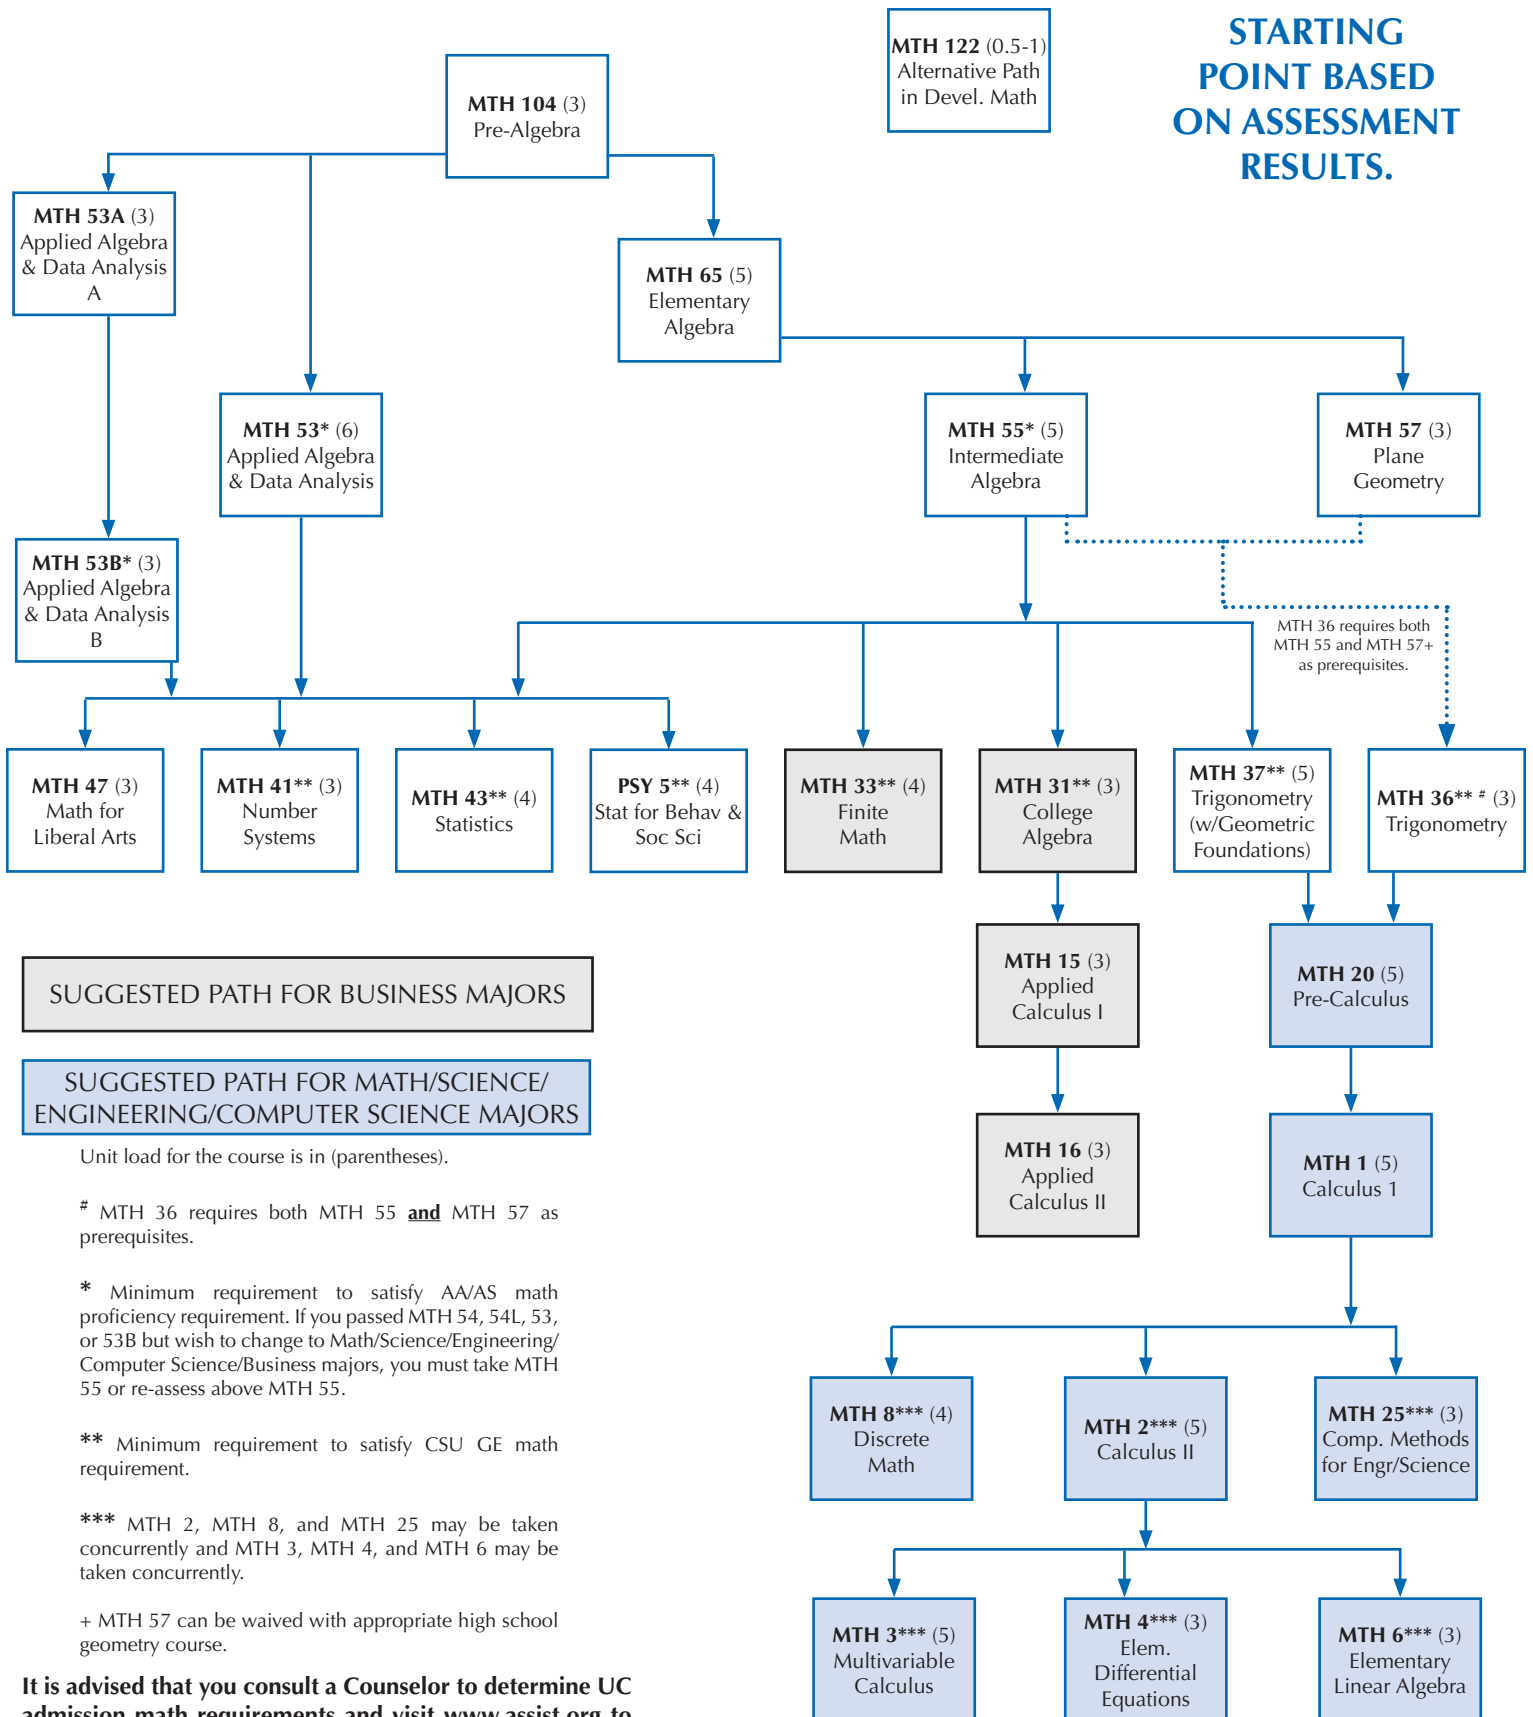 MTH 122 (0.5-1)
Alternative Path
in Devel. Math
STARTING
POINT BASED
ON ASSESSMENT
RESULTS.
MTH 104 (3)
Pre-Algebra
MTH 53A (3)
Applied Algebra
& Data Analysis
A
MTH 65 (5)
Elementary
Algebra
MTH 53* (6)
Applied Algebra
& Data Analysis
MTH 55* (5)
Intermediate
Algebra
MTH 57 (3)
Plane
Geometry
MTH 53B* (3)
Applied Algebra
& Data Analysis
B
MTH 36 requires both
MTH 55 and MTH 57+
as prerequisites.
MTH 47 (3)
Math for
Liberal Arts
MTH 41** (3)
Number
Systems
MTH 43** (4)
Statistics
PSY 5** (4)
Stat for Behav &
Soc Sci
MTH 33** (4)
Finite
Math
MTH 31** (3)
College
Algebra
MTH 37** (5)
Trigonometry
(w/Geometric
Foundations)
MTH 36** # (3)
Trigonometry
MTH 15 (3)
Applied
Calculus I
MTH 20 (5)
Pre-Calculus
MTH 16 (3)
Applied
Calculus II
MTH 1 (5)
Calculus 1
MTH 8*** (4)
Discrete
Math
MTH 2*** (5)
Calculus II
MTH 25*** (3)
Comp. Methods
for Engr/Science
MTH 3*** (5)
Multivariable
Calculus
MTH 4*** (3)
Elem.
Differential
Equations
MTH 6*** (3)
Elementary
Linear Algebra
SUGGESTED PATH FOR BUSINESS MAJORS
SUGGESTED PATH FOR MATH/SCIENCE/
ENGINEERING/COMPUTER SCIENCE MAJORS
Unit load for the course is in (parentheses).
# MTH 36 requires both MTH 55 and MTH 57 as
prerequisites.
* Minimum requirement to satisfy AA/AS math
proficiency requirement. If you passed MTH 54, 54L, 53,
or 53B but wish to change to Math/Science/Engineering/
Computer Science/Business majors, you must take MTH
55 or re-assess above MTH 55.
** Minimum requirement to satisfy CSU GE math
requirement.
*** MTH 2, MTH 8, and MTH 25 may be taken
concurrently and MTH 3, MTH 4, and MTH 6 may be
taken concurrently.
+ MTH 57 can be waived with appropriate high school
geometry course.
It is advised that you consult a Counselor to determine UC
admission math requirements and visit www.assist.org to